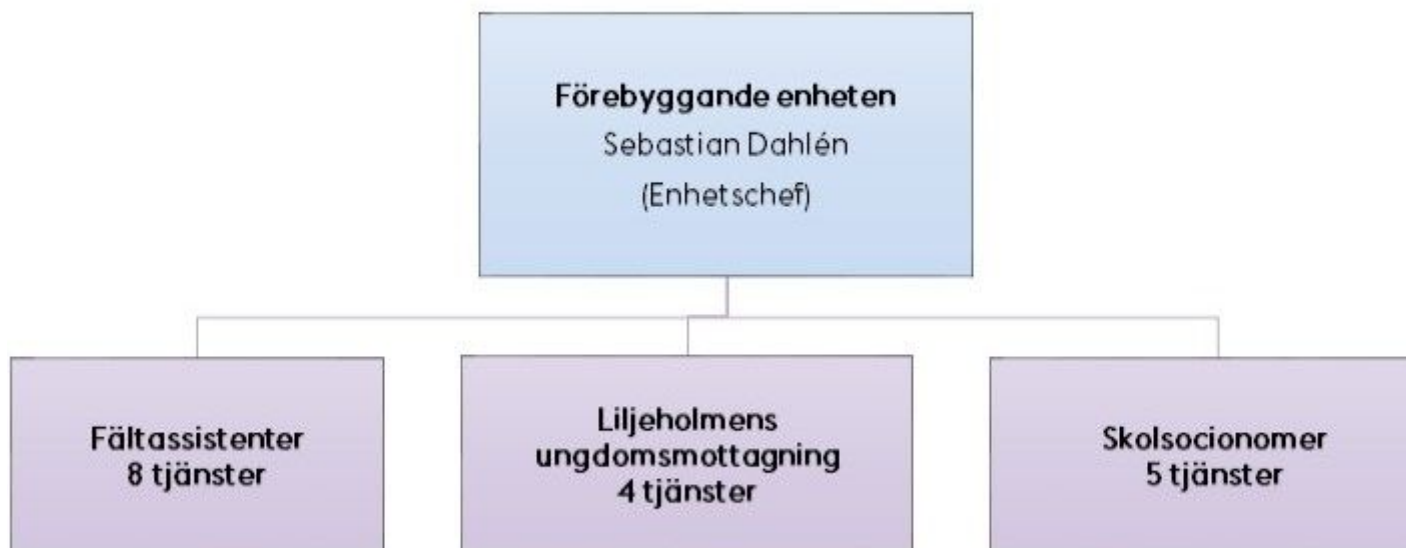 Förebyggande enheten
Sebastian Dahlén
(Enhetschef)
Fältassistenter
8 tjänster
Liljeholmens
ungdomsmottagning
4 tjänster
Skolsocionomer
5 tjänster